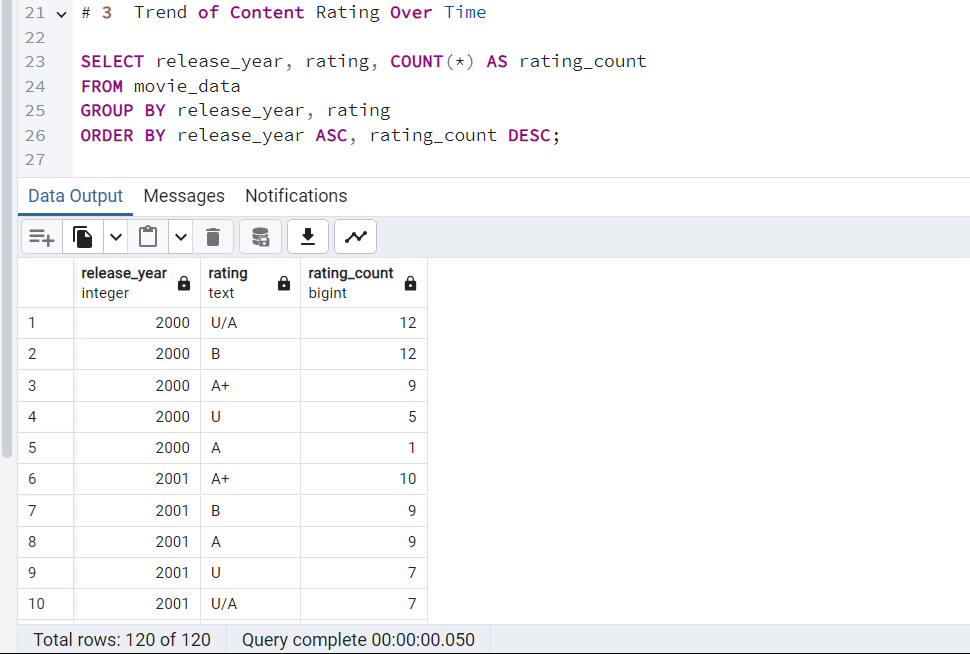 21 # 3 Trend of Content Rating Over Time
22
23 SELECT release_year, rating, COUNT(*) AS rating_count
24 FROM movie_data
25 GROUP BY release_year, rating
26 ORDER BY release_year ASC, rating_count DESC;
27
Data Output Messages Notifications
release_year rating rating_count
integer text bigint
1 2000 U/A 12
2 2000 B 12
3 2000 A+ 9
4 2000 U 5
5 2000 A 1
6 2001 A+ 10
7 2001 B 9
8 2001 A 9
9 2001 U 7
10 2001 U/A 7
Total rows: 120 of 120 Query complete 00:00:00.050